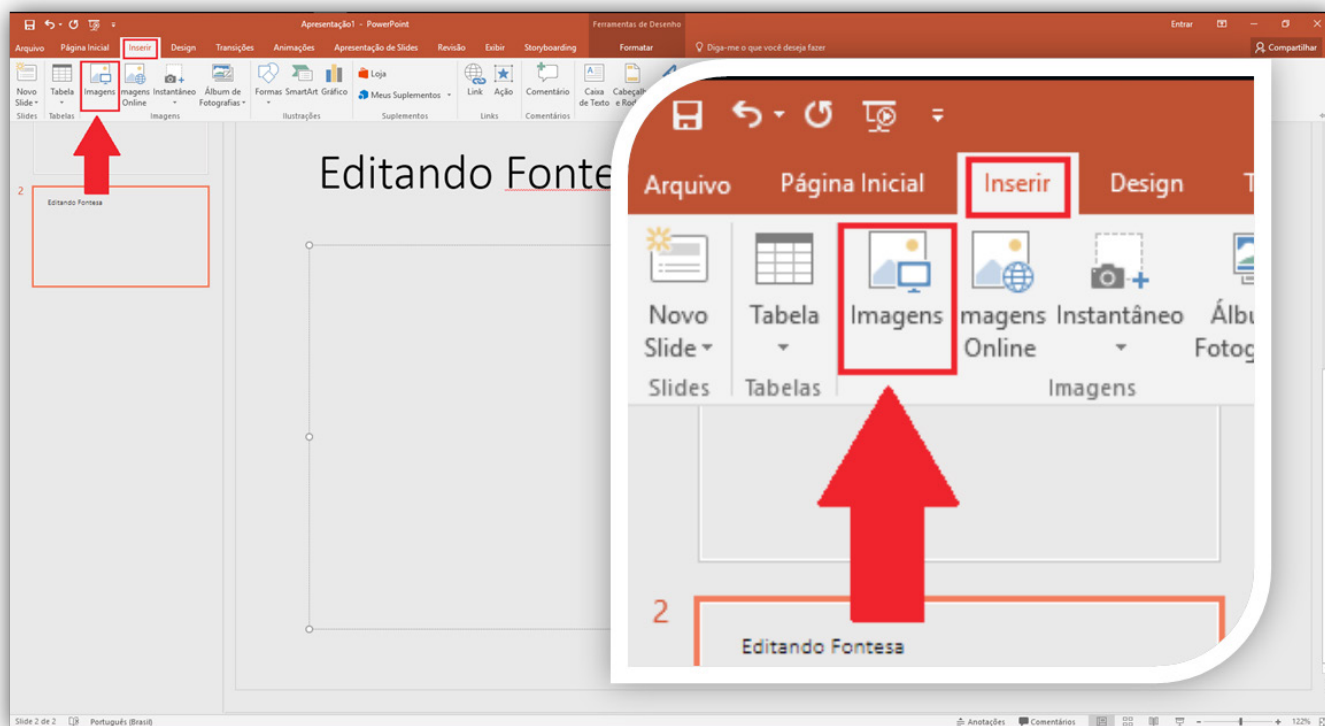 Apresentação1 - PowerPoint
Ferramentas de Desenho
Entrar
Arquivo Página Inicial Inserir Design Transições Animações Apresentação de Slides Revisão Exibir Storyboarding Formatar Diga-me o que você deseja fazer Compartilhar
Novo Slide
Tabela
Imagens
magens Online
Instantâneo
Álbum de Fotografias
Formas SmartArt Gráfico
Loja
Meus Suplementos
Link Ação
Comentário
Caixa de Texto
Slides Tabelas Imagens Ilustrações Suplementos Links Comentários
2
Editando Fontesa
Editando Fonte
Arquivo Página Inicial Inserir Design T
Novo Slide
Tabela
Imagens
magens Online
Instantâneo
Slides Tabelas Imagens
2
Editando Fontesa
Slide 2 de 2 Português (Brasil) Anotações Comentários 122%